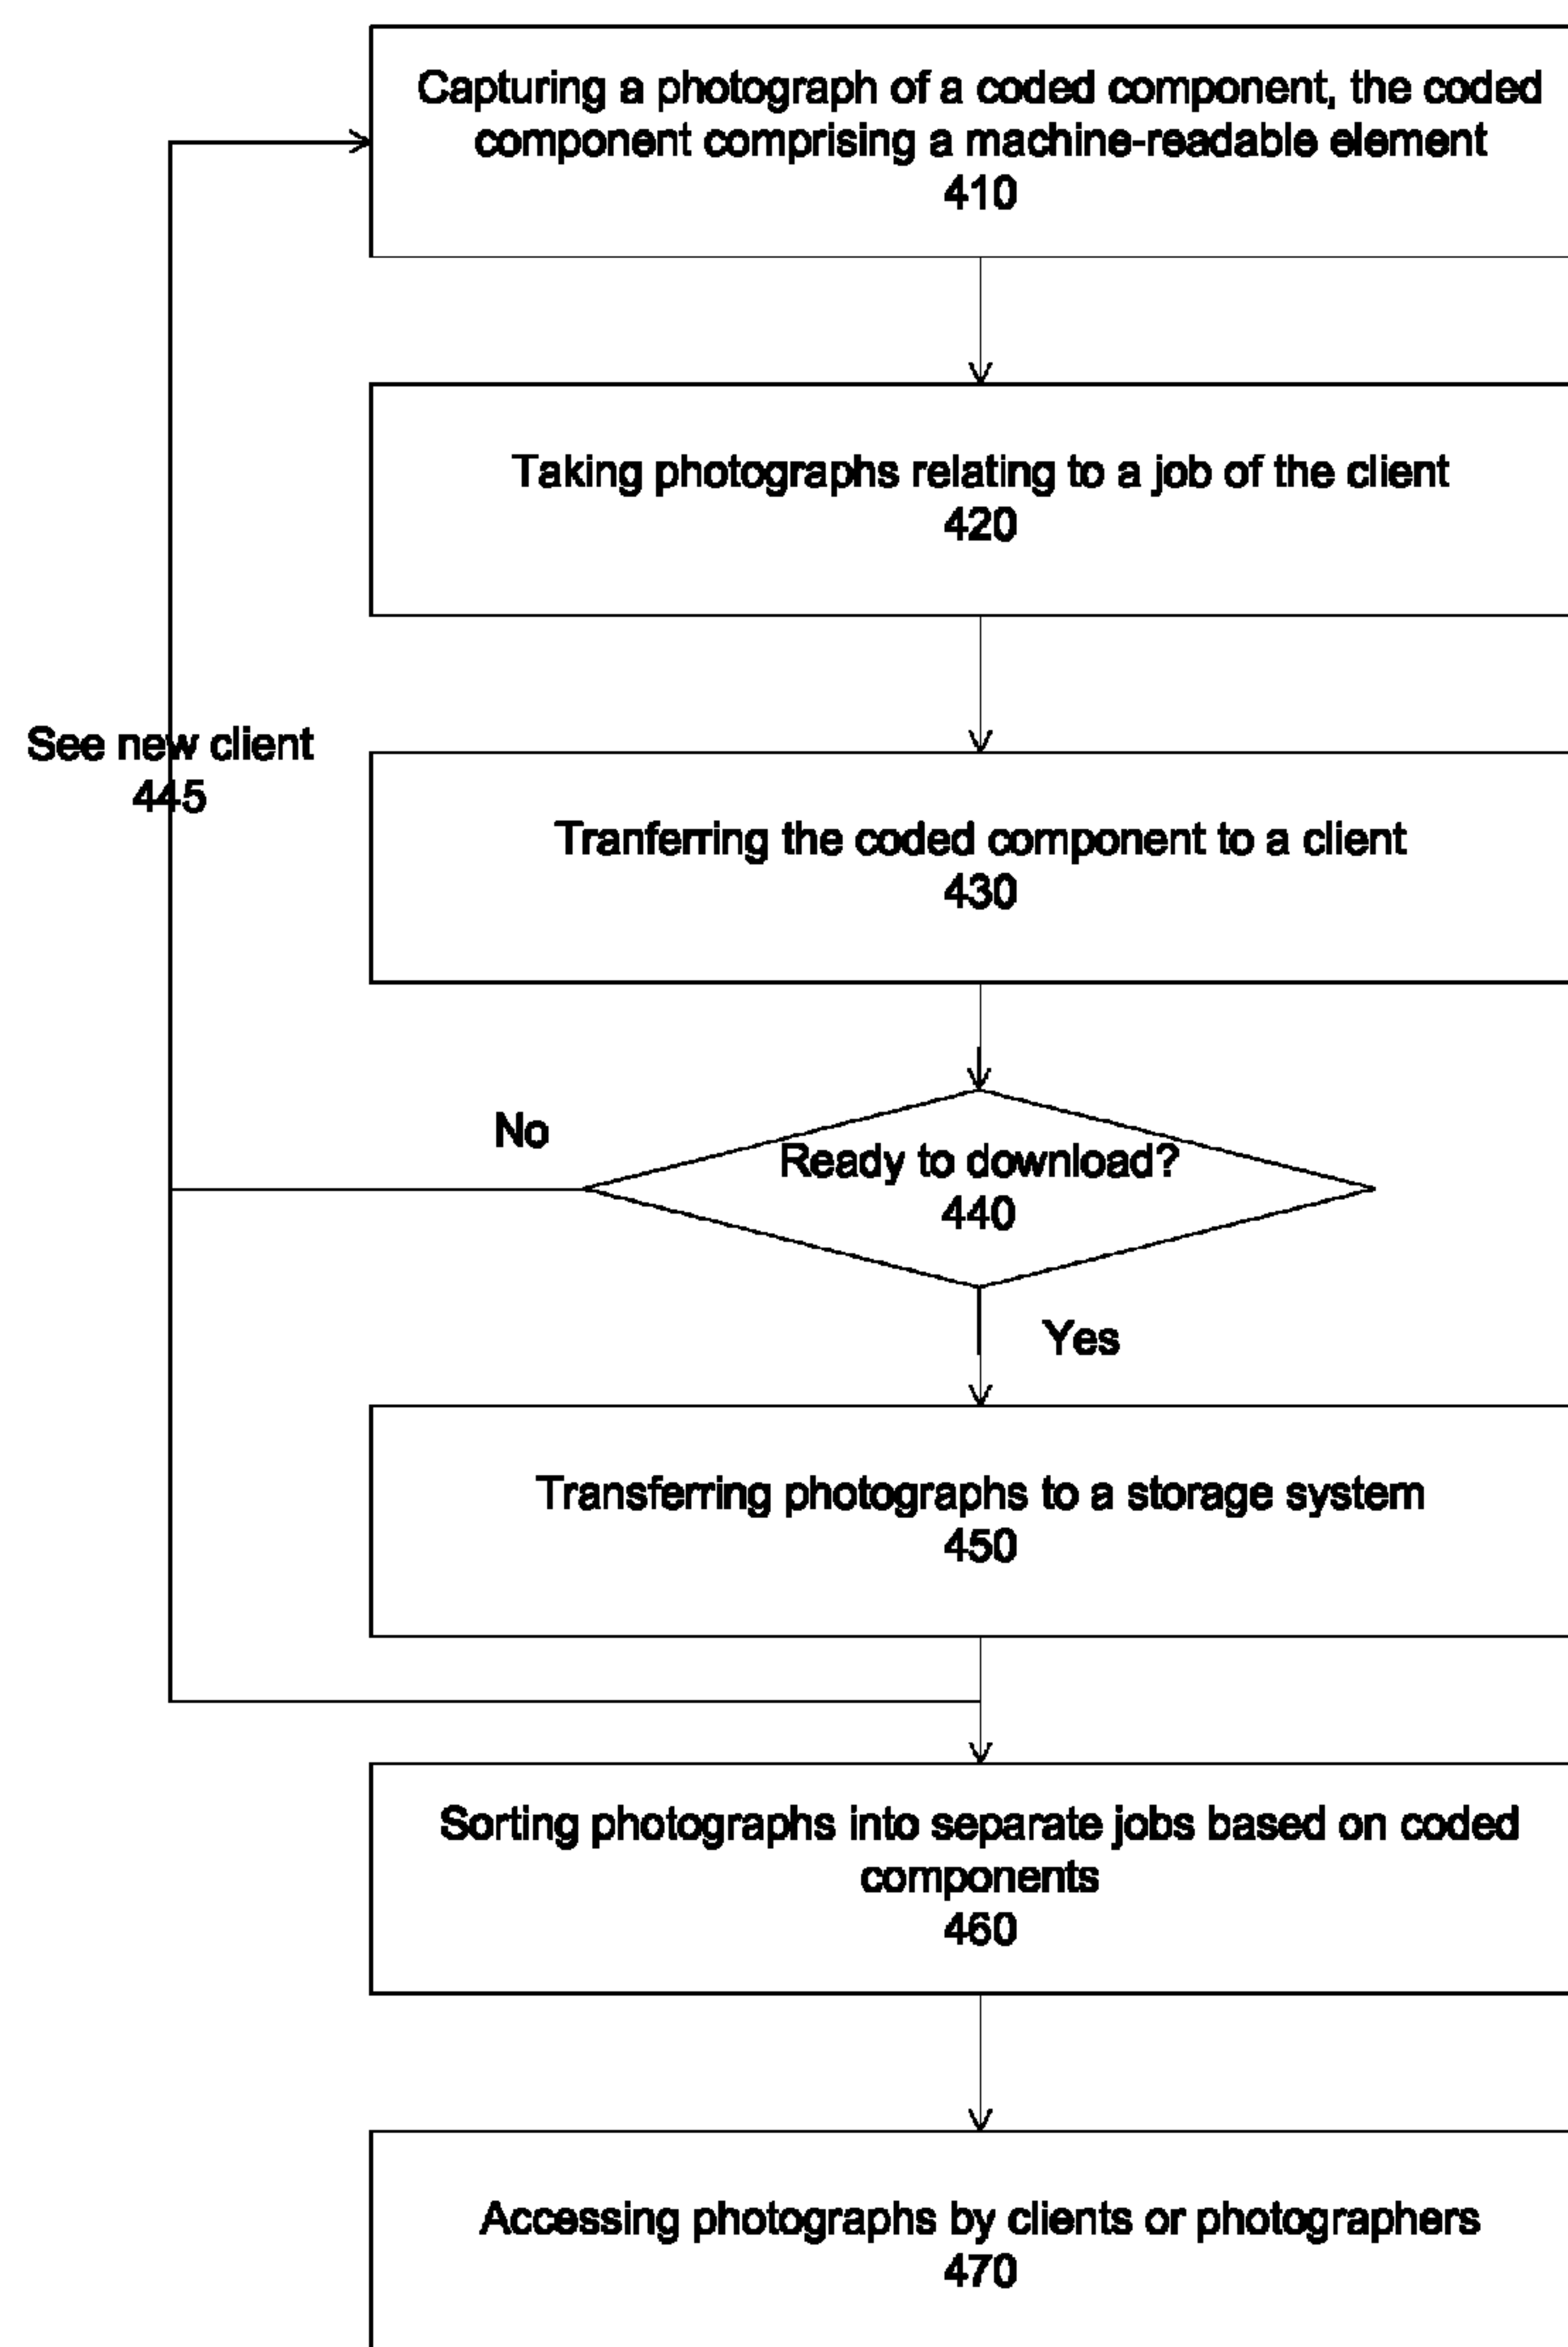 Capturing a photograph of a coded component, the coded
component comprising a machine-readable element
410
Taking photographs relating to a job of the client
420
See new client
445
Tranferring the coded component to a client
430
No
Ready to download?
440
Yes
Transferring photographs to a storage system
450
Sorting photographs into separate jobs based on coded
components
460
Accessing photographs by clients or photographers
470